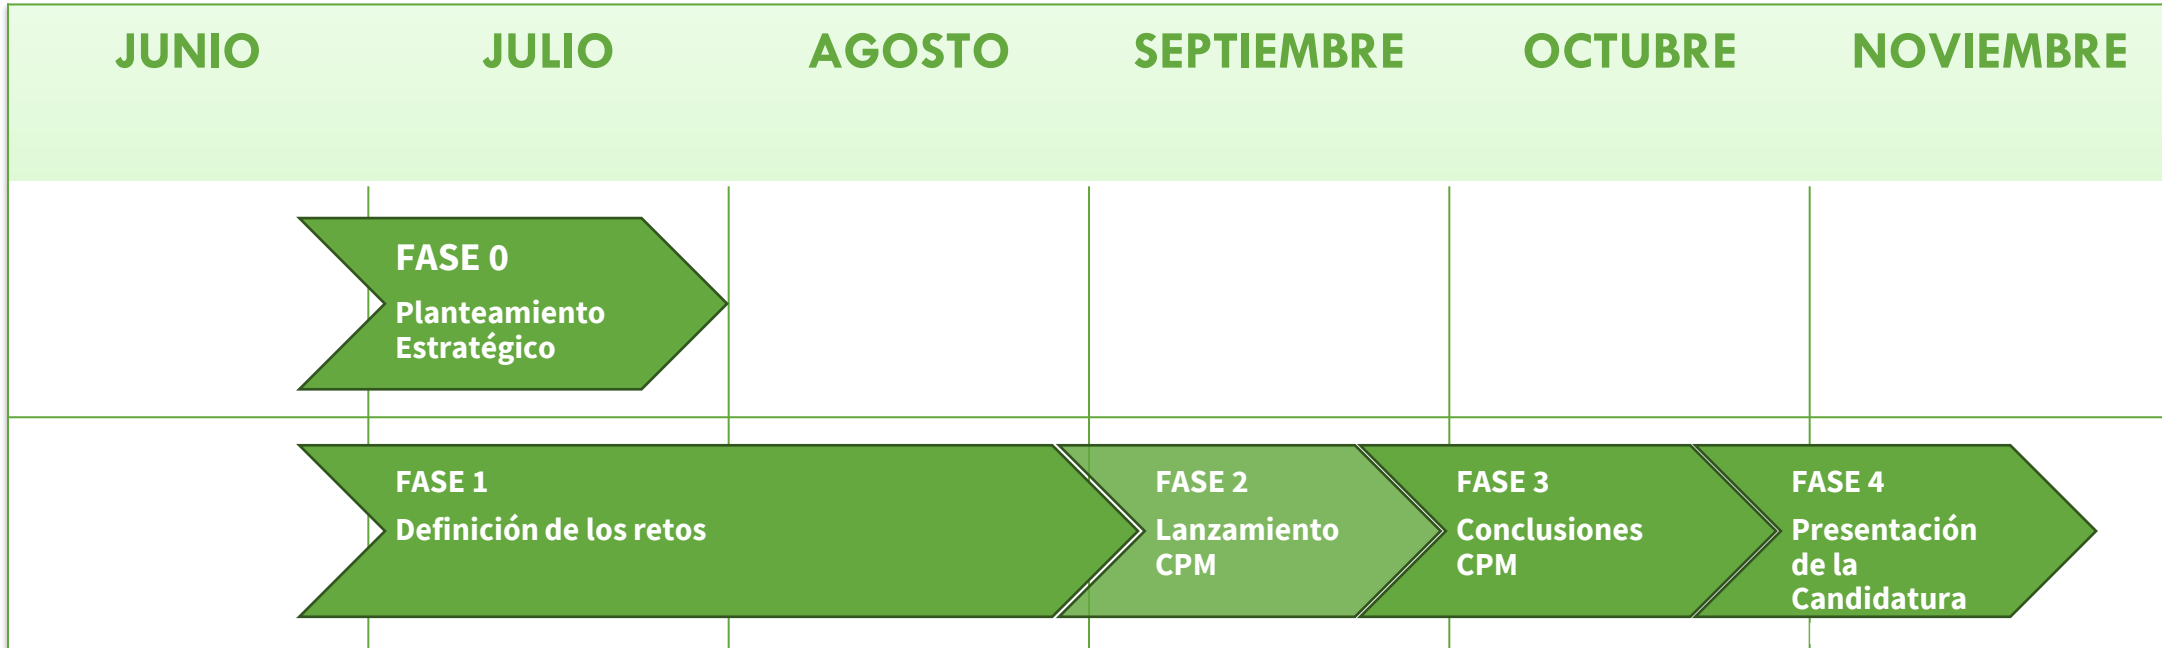 JUNIO JULIO AGOSTO SEPTIEMBRE OCTUBRE NOVIEMBRE
FASE 0
Planteamiento
Estratégico
FASE 1
Definición de los retos
FASE 2
Lanzamiento
CPM
FASE 3
Conclusiones
CPM
FASE 4
Presentación
de la
Candidatura